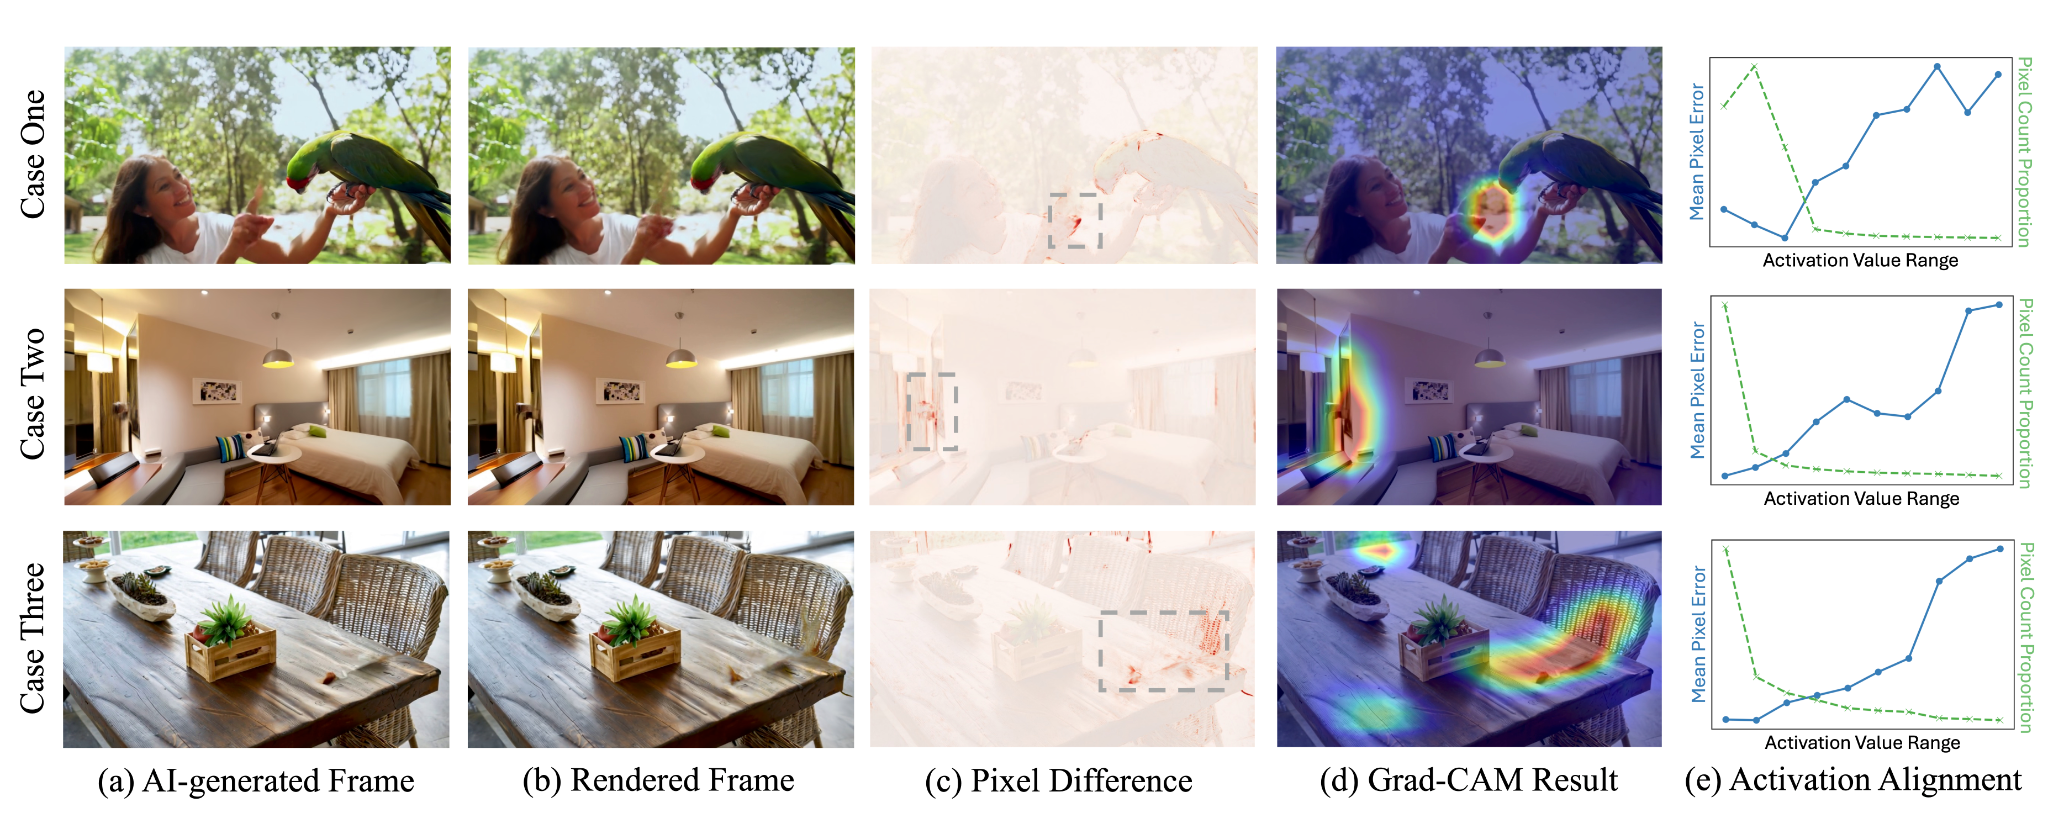 Case One
Mean Pixel Error
Pixel Count Proportion
Activation Value Range
Case Two
Mean Pixel Error
Pixel Count Proportion
Activation Value Range
Case Three
Mean Pixel Error
Pixel Count Proportion
Activation Value Range
(a) AI-generated Frame
(b) Rendered Frame
(c) Pixel Difference
(d) Grad-CAM Result
(e) Activation Alignment